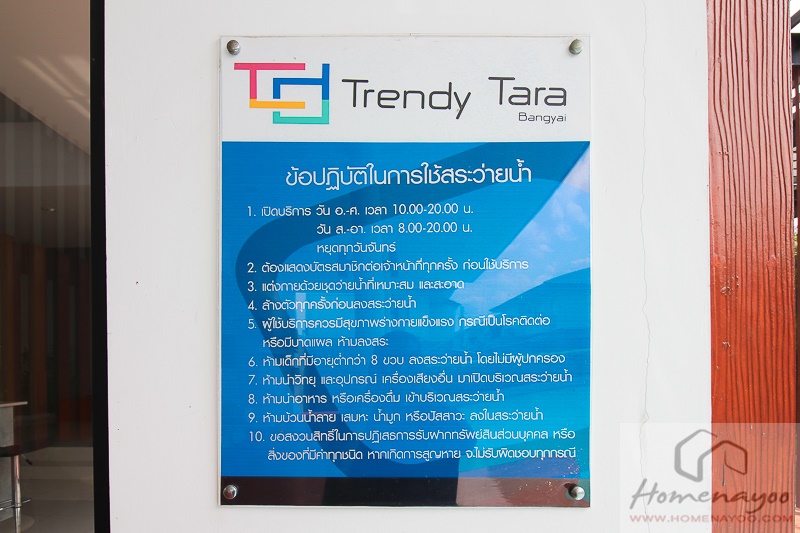 Trendy Tara
Bangyai
ข้อปฏิบัติในการใช้สระว่ายน้ำ
1. เปิดบริการ วัน อ.-ศ. เวลา 10.00-20.00 น.
วัน ส.-อา. เวลา 8.00-20.00 น.
หยุดทุกวันจันทร์
2. ต้องแสดงบัตรสมาชิกต่อเจ้าหน้าที่ทุกครั้ง ก่อนใช้บริการ
3. แต่งกายด้วยชุดว่ายน้ำที่เหมาะสม และสะอาด
4. ล้างตัวทุกครั้งก่อนลงสระว่ายน้ำ
5. ผู้ใช้บริการควรมีสุขภาพร่างกายแข็งแรง กรณีเป็นโรคติดต่อ
หรือมีบาดแผล ห้ามลงสระ
6. ห้ามเด็กที่มีอายุต่ำกว่า 8 ขวบ ลงสระว่ายน้ำ โดยไม่มีผู้ปกครอง
7. ห้ามนำวิทยุ และอุปกรณ์ เครื่องเสียงอื่น มาเปิดบริเวณสระว่ายน้ำ
8. ห้ามนำอาหาร หรือเครื่องดื่ม เข้าบริเวณสระว่ายน้ำ
9. ห้ามบ้วนน้ำลาย เสมหะ น้ำมูก หรือปัสสาวะ ลงในสระว่ายน้ำ
10. ขอสงวนสิทธิ์ในการปฏิเสธการรับฝากทรัพย์สินส่วนบุคคล หรือ
สิ่งของที่มีค่าทุกชนิด หากเกิดการสูญหาย จะไม่รับผิดชอบทุกกรณี
Homenayoo
WWW.HOMENAYOO.COM